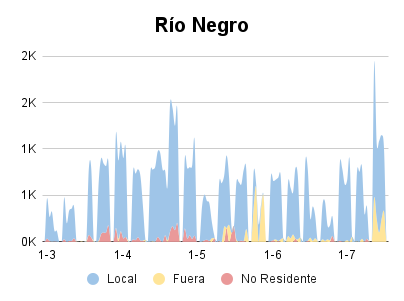 Río Negro
2K
2K
1K
1K
0K
1-3 1-4 1-5 1-6 1-7
Local Fuera No Residente